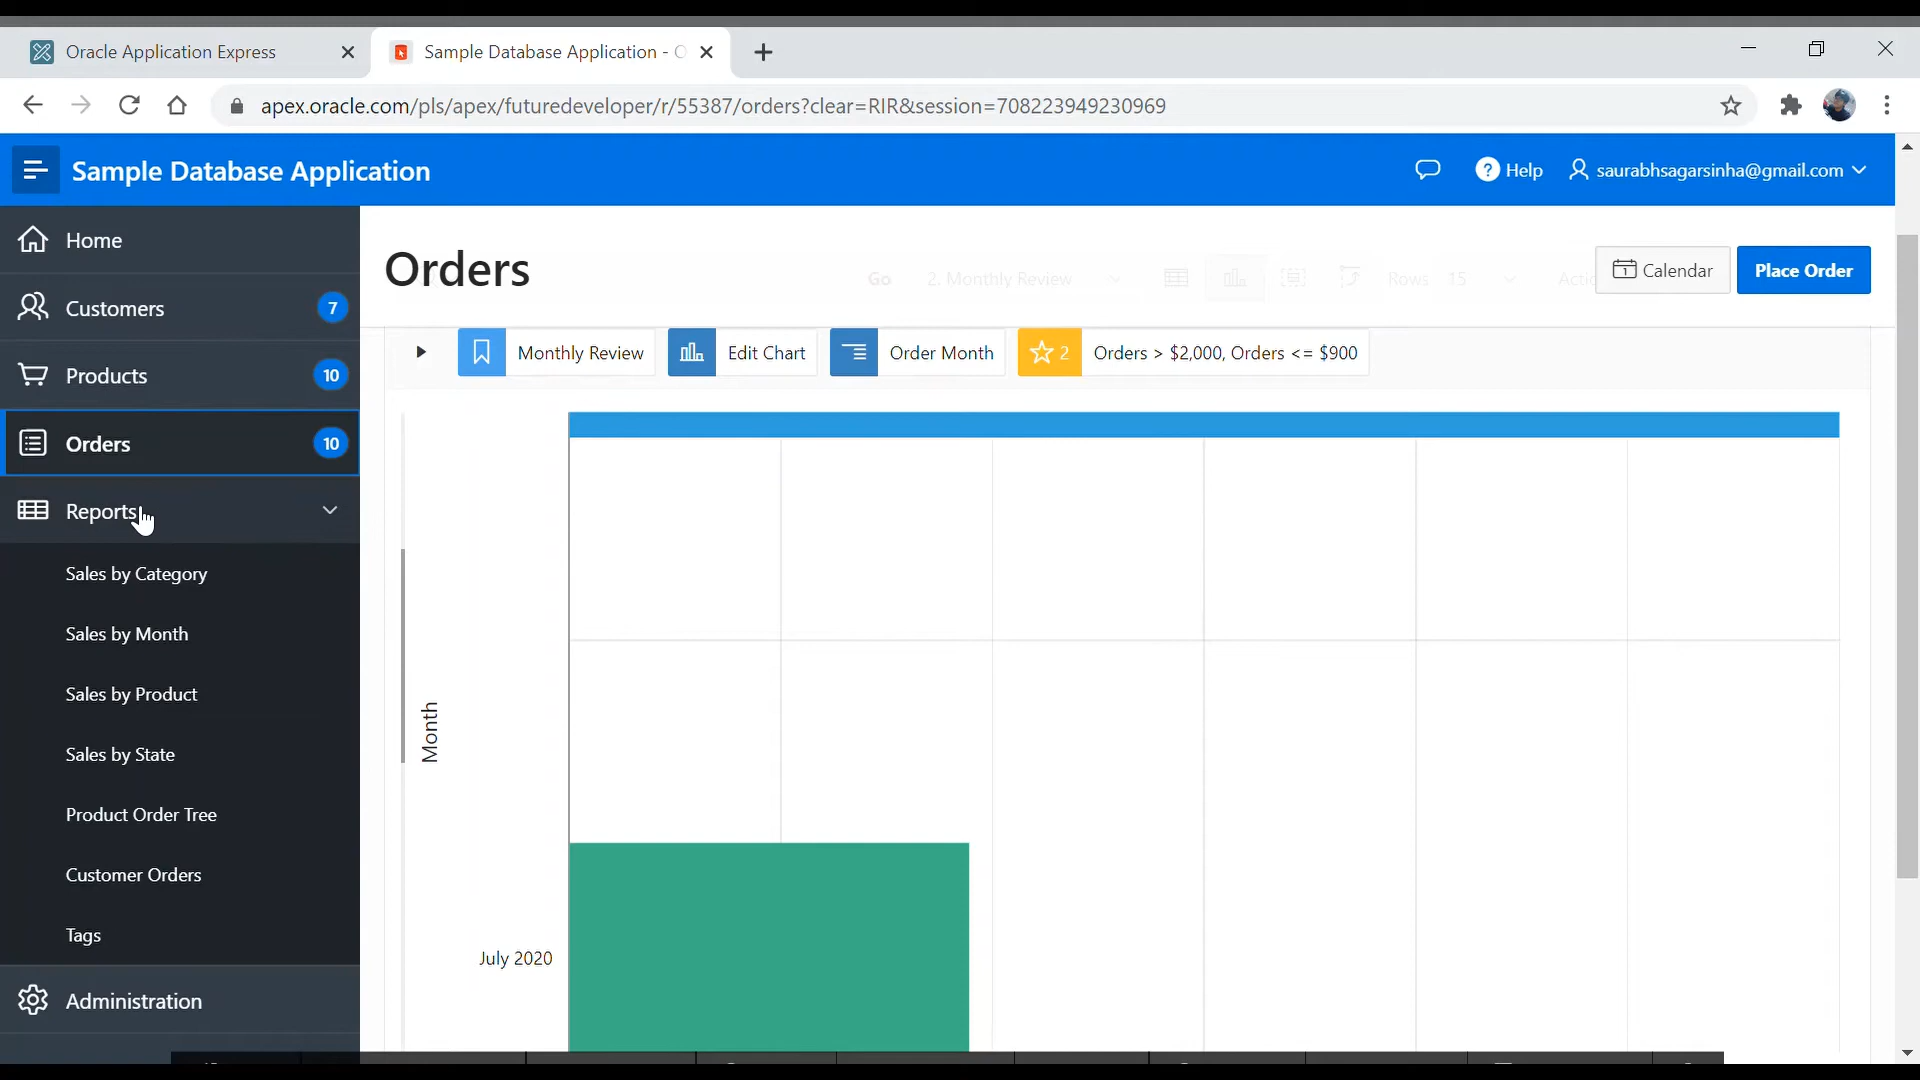 Oracle Application Express
Sample Database Application -
apex.oracle.com/pls/apex/futuredeveloper/r/55387/orders?clear=RIR&session=708223949230969
Sample Database Application
? Help
saurabhsagarsinha@gmail.com
Home
Customers 7
Products 10
Orders 10
Reports
Sales by Category
Sales by Month
Sales by Product
Sales by State
Product Order Tree
Customer Orders
Tags
Administration
Orders
Go 2. Monthly Review Rows 15
1 Calendar
Place Order
Monthly Review
Edit Chart
Order Month
2 Orders > $2,000, Orders <= $900
Month
July 2020